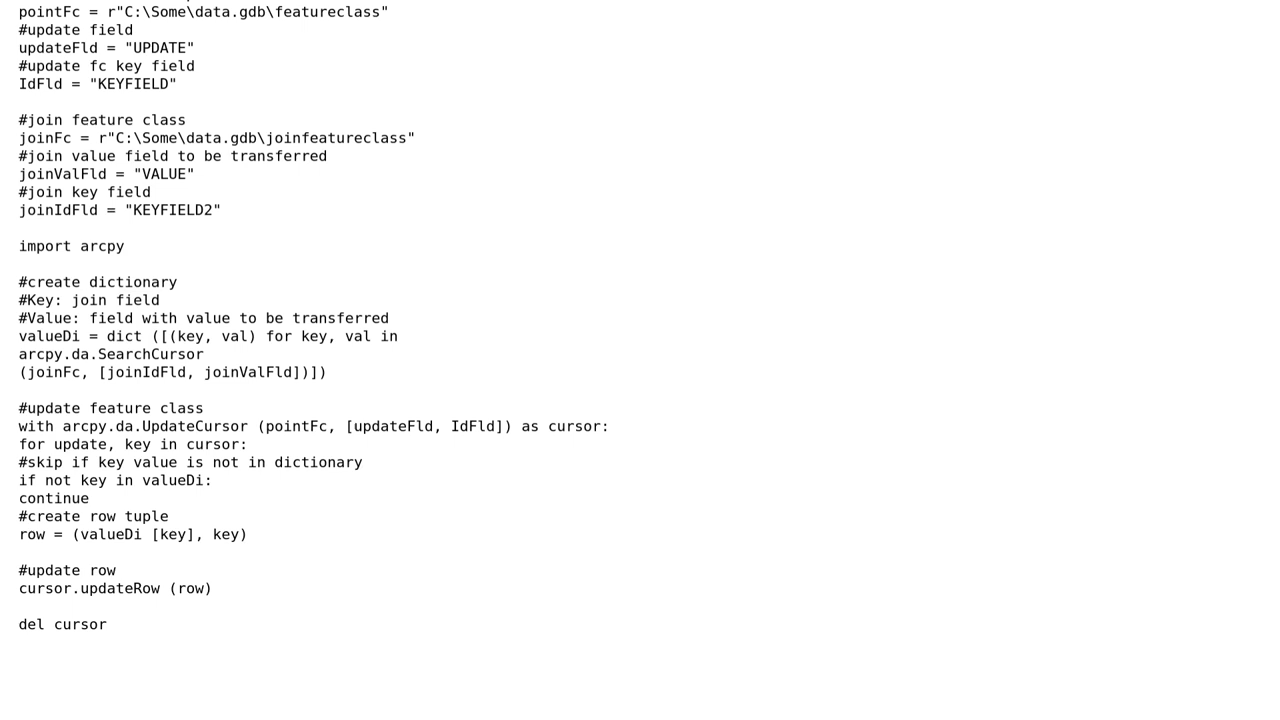 pointFc = r"C:\Some\data.gdb\featureclass"
#update field
updateFld = "UPDATE"
#update fc key field
IdFld = "KEYFIELD"
#join feature class
joinFc = r"C:\Some\data.gdb\joinfeatureclass"
#join value field to be transferred
joinValFld = "VALUE"
#join key field
joinIdFld = "KEYFIELD2"
import arcpy
#create dictionary
#Key: join field
#Value: field with value to be transferred
valueDi = dict ([(key, val) for key, val in
arcpy.da.SearchCursor
(joinFc, [joinIdFld, joinValFld])])
#update feature class
with arcpy.da.UpdateCursor (pointFc, [updateFld, IdFld]) as cursor:
for update, key in cursor:
#skip if key value is not in dictionary
if not key in valueDi:
continue
#create row tuple
row = (valueDi [key], key)
#update row
cursor.updateRow (row)
del cursor